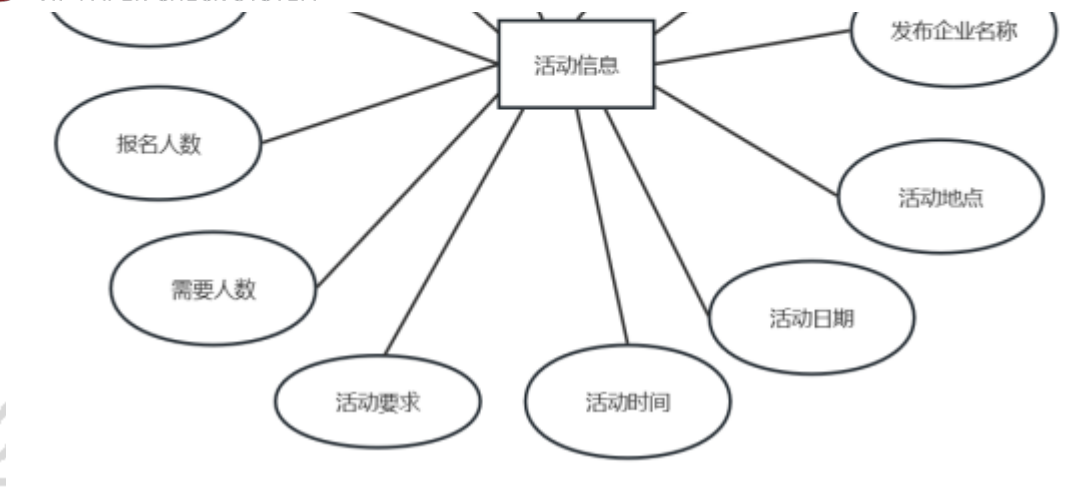 活动信息
发布企业名称
报名人数
活动地点
需要人数
活动日期
活动要求
活动时间